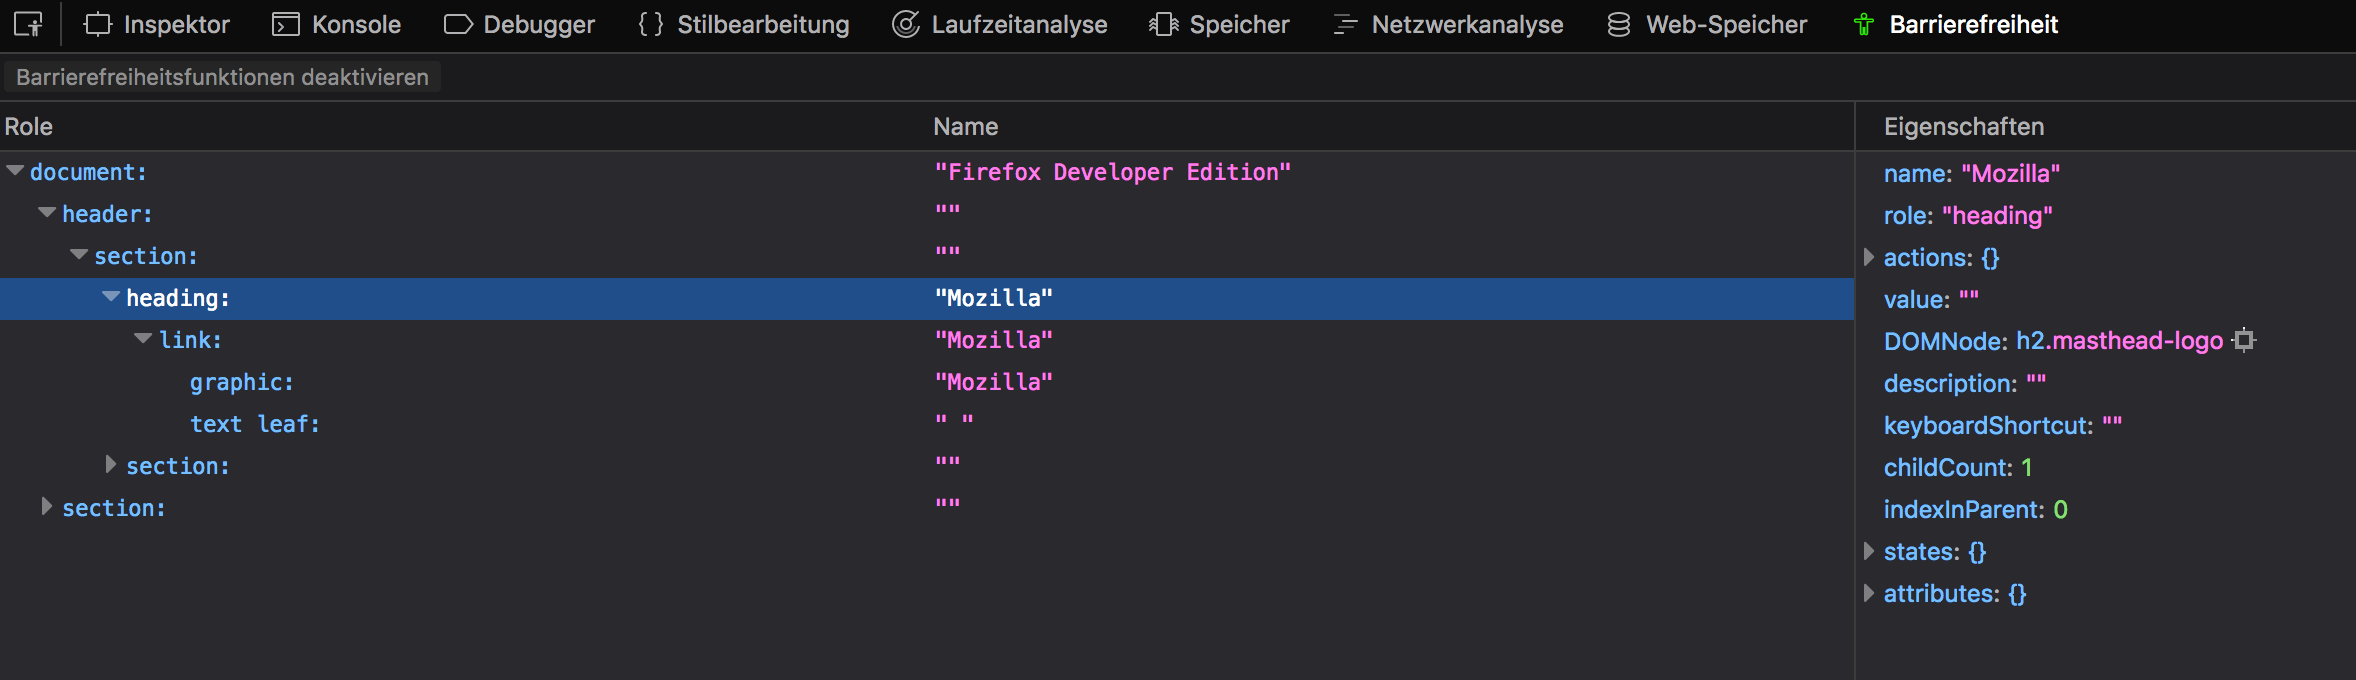 Inspektor Konsole Debugger Stilbearbeitung Laufzeitanalyse Speicher Netzwerkanalyse Web-Speicher Barrierefreiheit
Barrierefreiheitsfunktionen deaktivieren
Role Name Eigenschaften
document: "Firefox Developer Edition" name: "Mozilla"
header: "" role: "heading"
section: "" actions: {}
heading: "Mozilla" value: ""
link: "Mozilla" DOMNode: h2.masthead-logo
graphic: "Mozilla" description: ""
text leaf: " " keyboardShortcut: ""
section: "" childCount: 1
section: "" indexInParent: 0
states: {}
attributes: {}